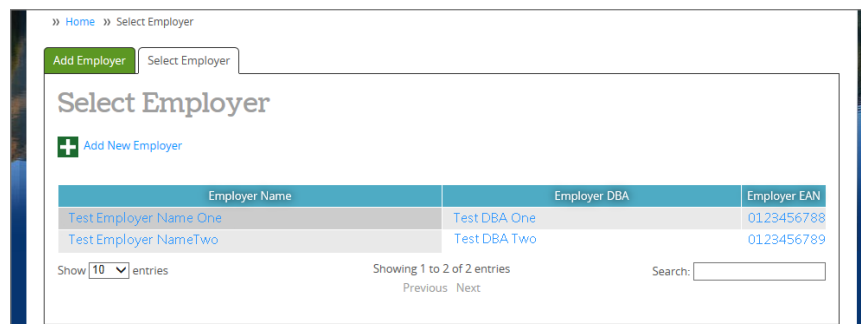 » Home » Select Employer
Add Employer Select Employer
Select Employer
Add New Employer
Employer Name Employer DBA Employer EAN
Test Employer Name One Test DBA One 0123456788
Test Employer NameTwo Test DBA Two 0123456789
Show 10 entries Showing 1 to 2 of 2 entries Search:
Previous Next